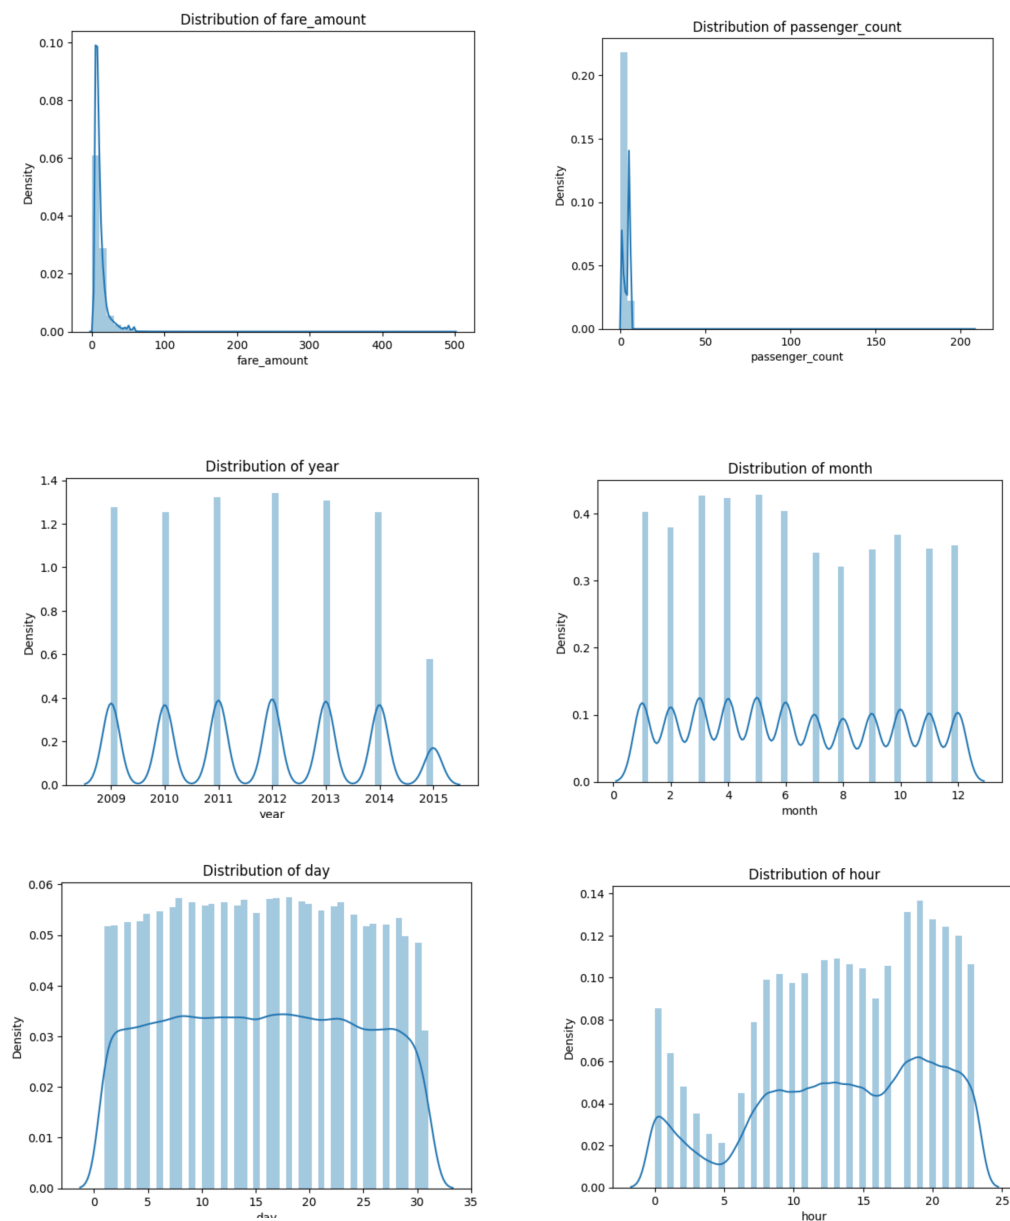 Distribution of fare_amount
0.10
0.08
0.06
0.04
0.02
0.00
Density
0 100 200 300 400 500
fare_amount
Distribution of passenger_count
0.20
0.15
0.10
0.05
0.00
Density
0 50 100 150 200
passenger_count
Distribution of year
1.4
1.2
1.0
0.8
0.6
0.4
0.2
0.0
Density
2009 2010 2011 2012 2013 2014 2015
year
Distribution of month
0.4
0.3
0.2
0.1
0.0
Density
0 2 4 6 8 10 12
month
Distribution of day
0.06
0.05
0.04
0.03
0.02
0.01
0.00
Density
0 5 10 15 20 25 30 35
day
Distribution of hour
0.14
0.12
0.10
0.08
0.06
0.04
0.02
0.00
Density
0 5 10 15 20 25
hour